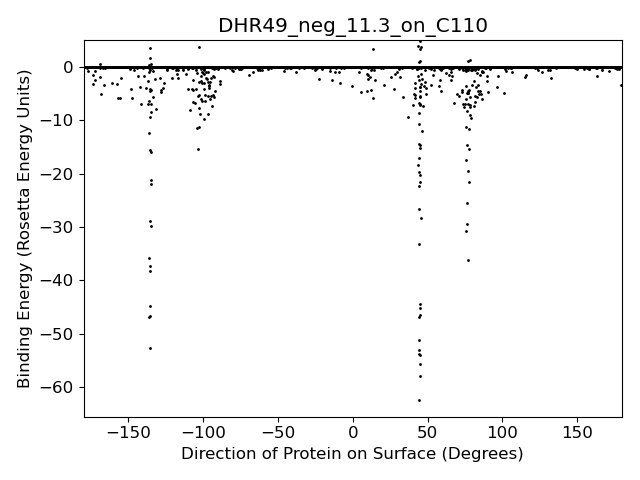 DHR49_neg_11.3_on_C110
Binding Energy (Rosetta Energy Units)
0
−10
−20
−30
−40
−50
−60
−150 −100 −50 0 50 100 150
Direction of Protein on Surface (Degrees)